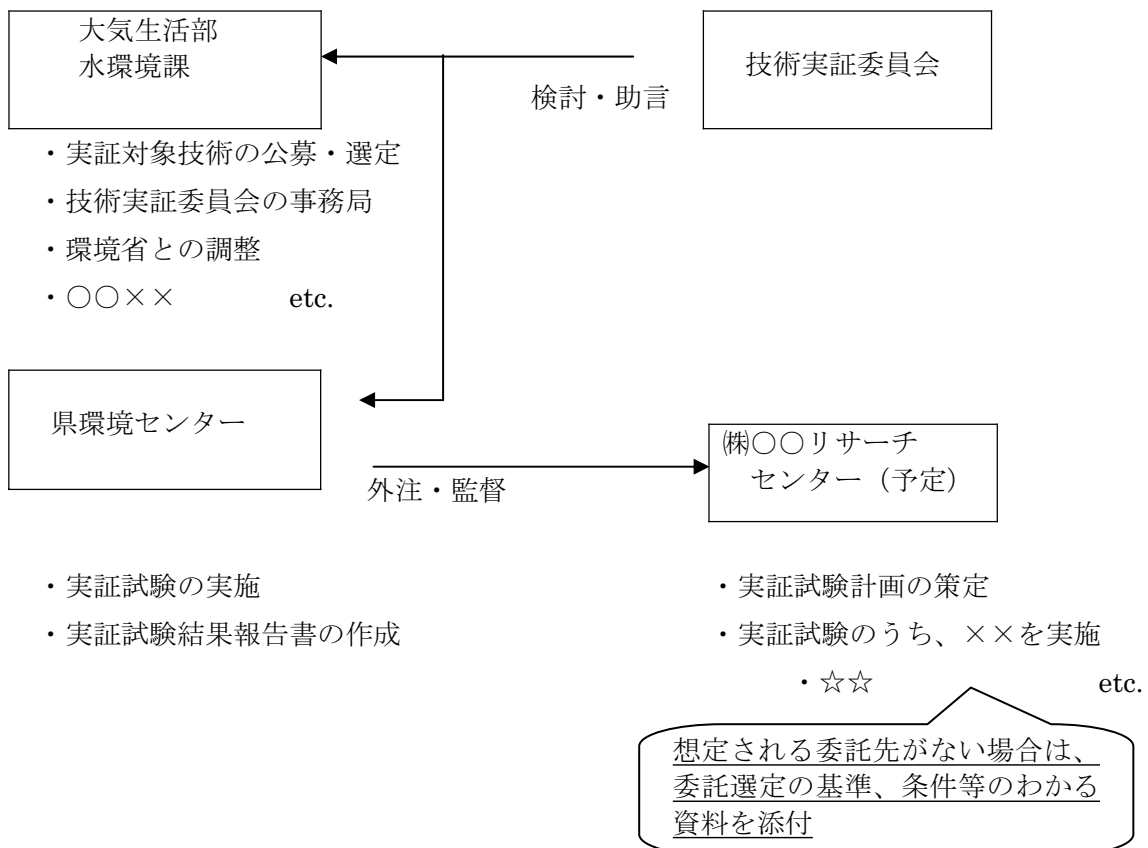 大気生活部
水環境課
技術実証委員会
検討・助言
・実証対象技術の公募・選定
・技術実証委員会の事務局
・環境省との調整
・○○×× etc.
県環境センター
㈱○○リサーチ
センター（予定）
外注・監督
・実証試験の実施
・実証試験結果報告書の作成
・実証試験計画の策定
・実証試験のうち、××を実施
・☆☆ etc.
想定される委託先がない場合は、
委託選定の基準、条件等のわかる
資料を添付